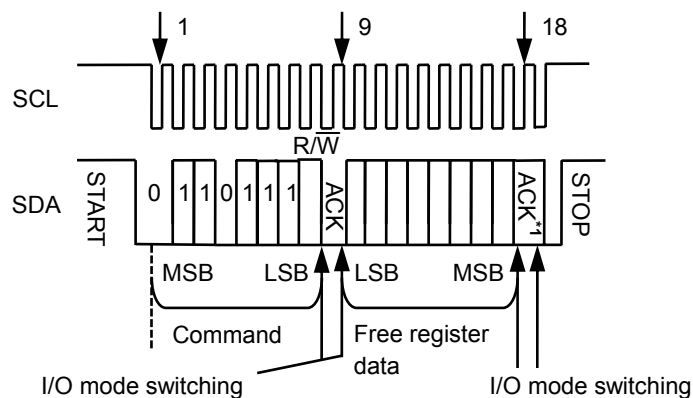 1 9 18
SCL
R/W
SDA
START 0 1 1 0 1 1 1 ACK ACK*1 STOP
MSB LSB LSB MSB
Command Free register
data
I/O mode switching I/O mode switching